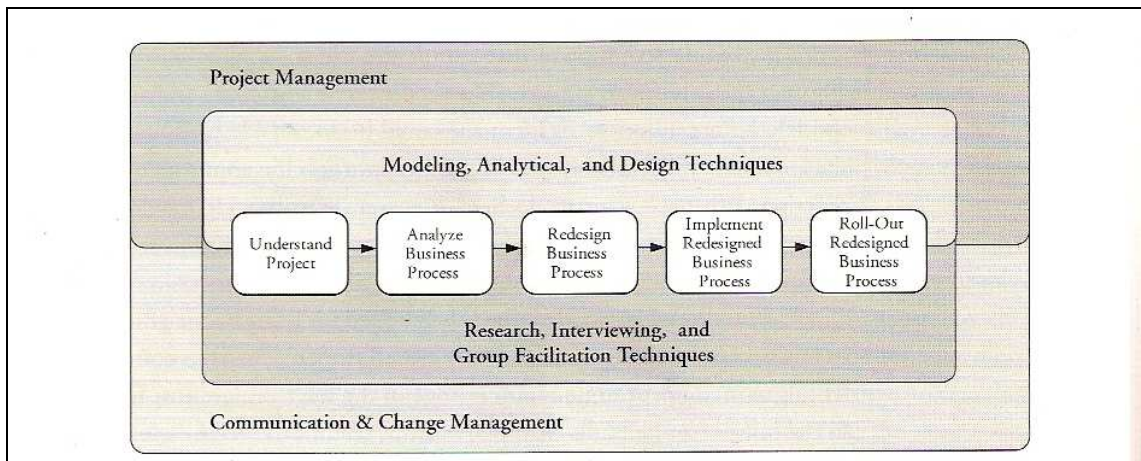 Project Management
Modeling, Analytical, and Design Techniques
Understand
Project
Analyze
Business
Process
Redesign
Business
Process
Implement
Redesigned
Business
Process
Roll-Out
Redesigned
Business
Process
Research, Interviewing, and
Group Facilitation Techniques
Communication & Change Management